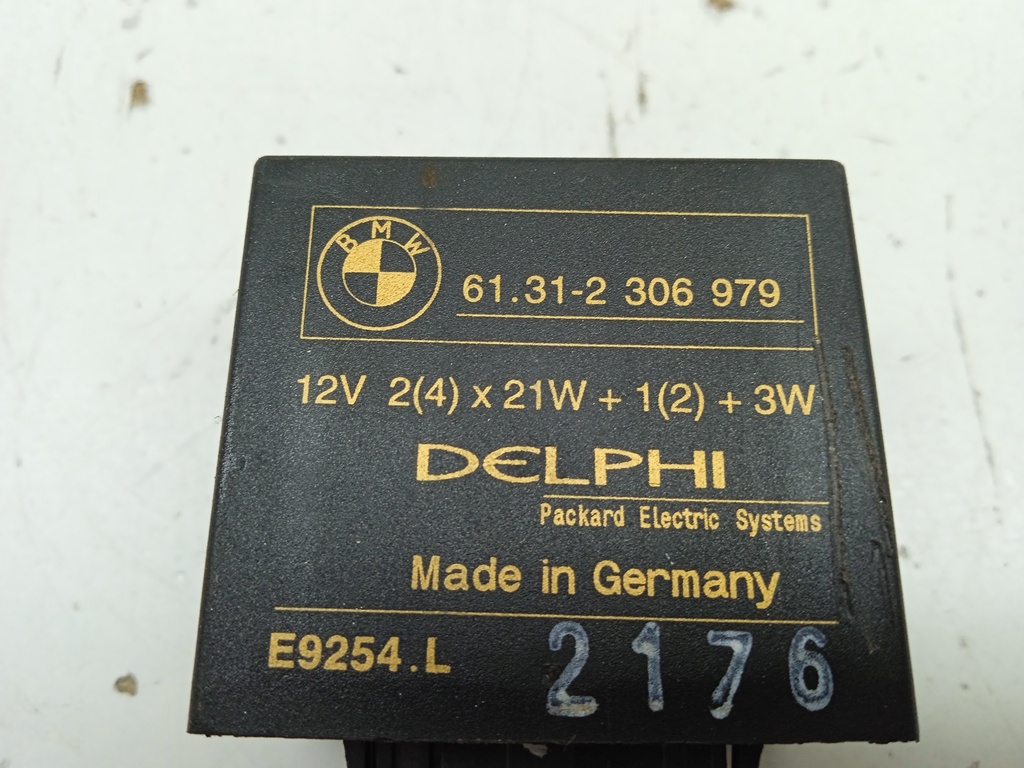 BMW
61.31-2 306 979
12V 2(4) x 21W + 1(2) + 3W
DELPHI
Packard Electric Systems
Made in Germany
E9254.L 2176